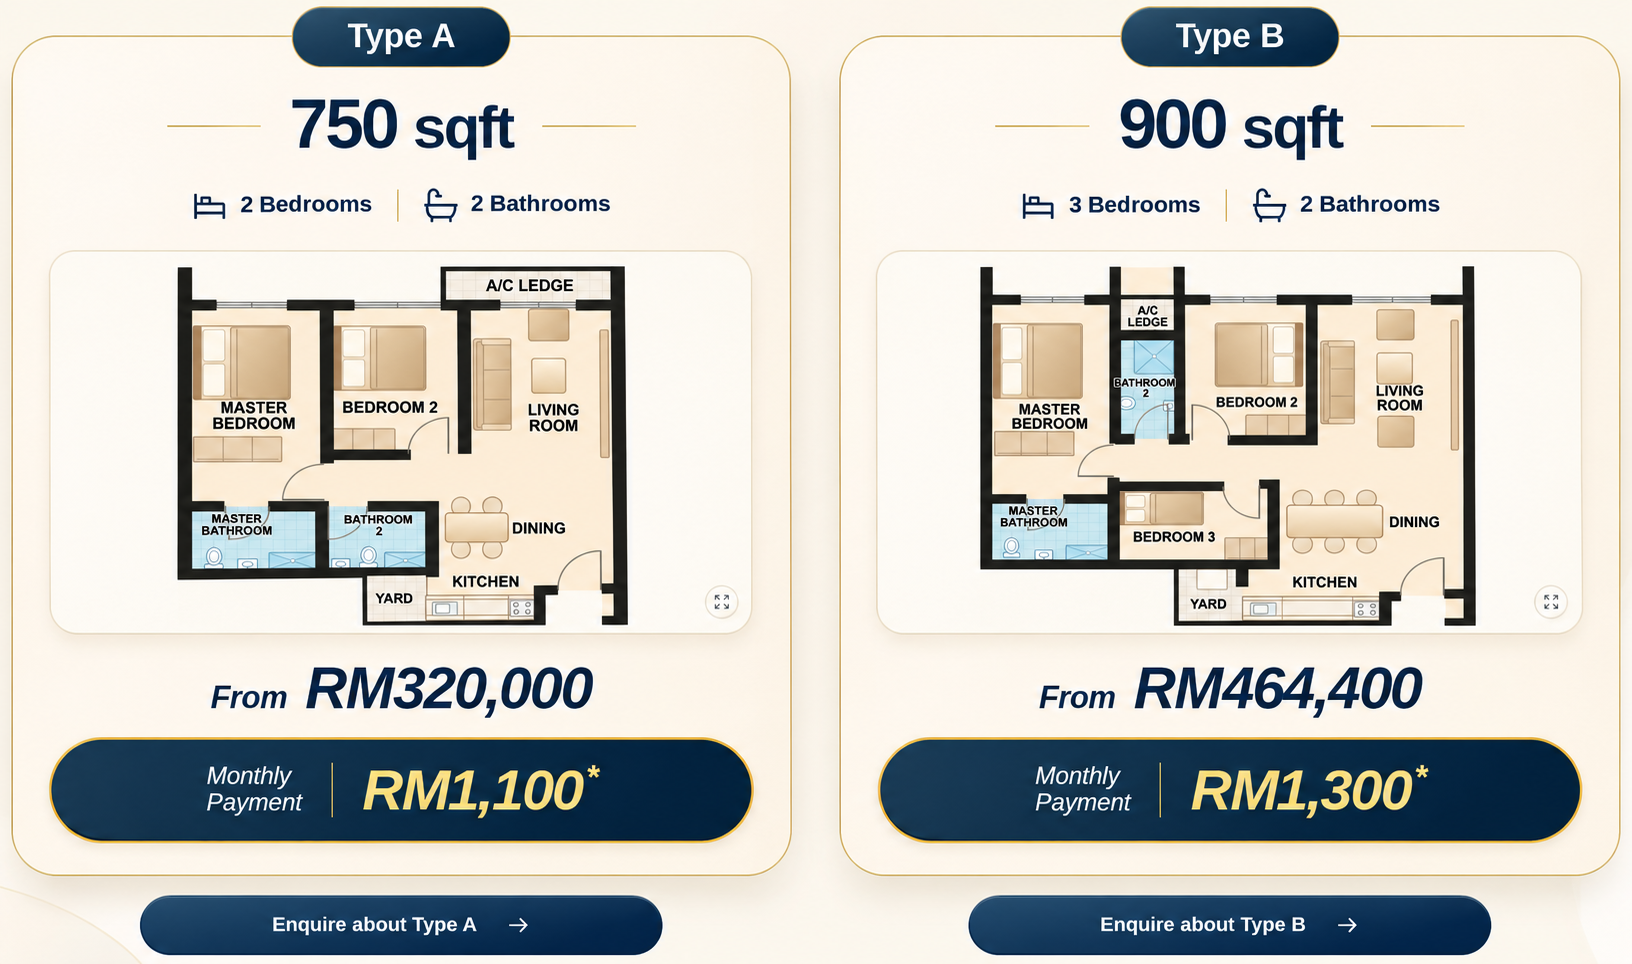 Type A
750 sqft
2 Bedrooms
2 Bathrooms
A/C LEDGE
MASTER
BEDROOM
BEDROOM 2
LIVING
ROOM
MASTER
BATHROOM
BATHROOM
2
DINING
KITCHEN
YARD
From RM320,000
Monthly
Payment
RM1,100*
Enquire about Type A →
Type B
900 sqft
3 Bedrooms
2 Bathrooms
A/C
LEDGE
BATHROOM
2
MASTER
BEDROOM
BEDROOM 2
LIVING
ROOM
MASTER
BATHROOM
BEDROOM 3
DINING
KITCHEN
YARD
From RM464,400
Monthly
Payment
RM1,300*
Enquire about Type B →